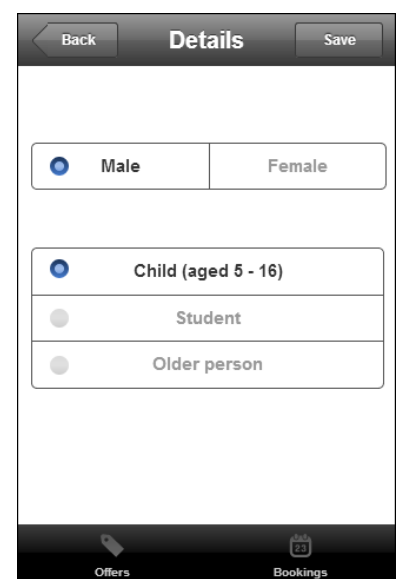 Back Details Save
Male Female
Child (aged 5 - 16)
Student
Older person
23
Offers Bookings